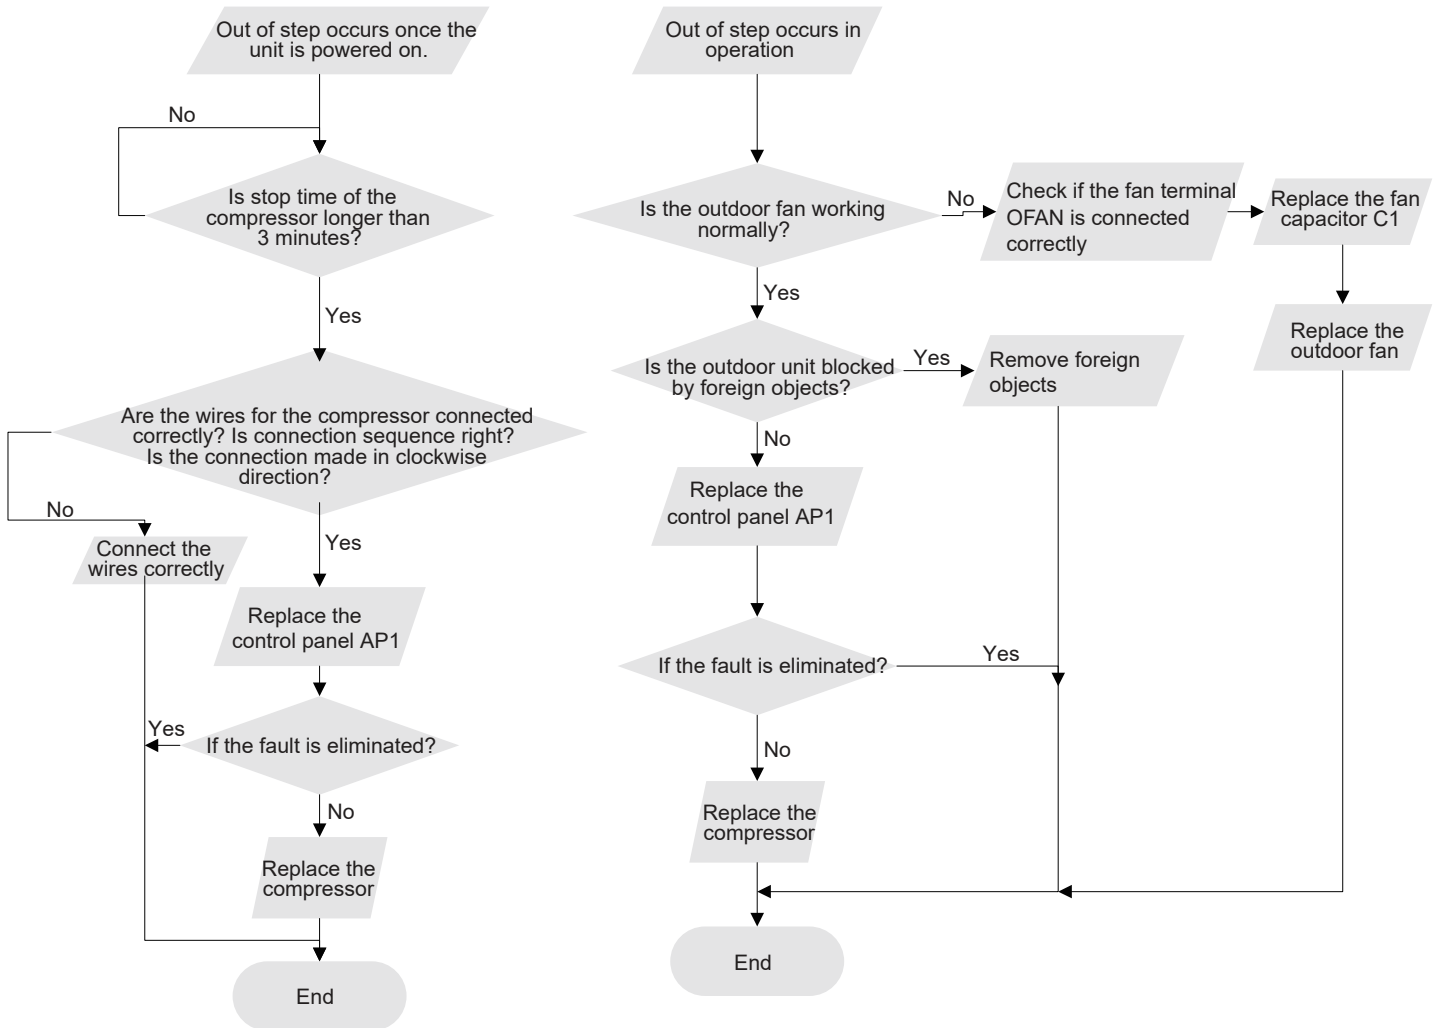 Out of step occurs once the
unit is powered on.
No
Is stop time of the
compressor longer than
3 minutes?
Yes
Are the wires for the compressor connected
correctly? Is connection sequence right?
Is the connection made in clockwise
direction?
No
Connect the
wires correctly
Yes
Replace the
control panel AP1
Yes
If the fault is eliminated?
No
Replace the
compressor
End
Out of step occurs in
operation
Is the outdoor fan working
normally?
No
Check if the fan terminal
OFAN is connected
correctly
Replace the fan
capacitor C1
Replace the
outdoor fan
Yes
Is the outdoor unit blocked
by foreign objects?
Yes
Remove foreign
objects
No
Replace the
control panel AP1
If the fault is eliminated?
Yes
No
Replace the
compressor
End